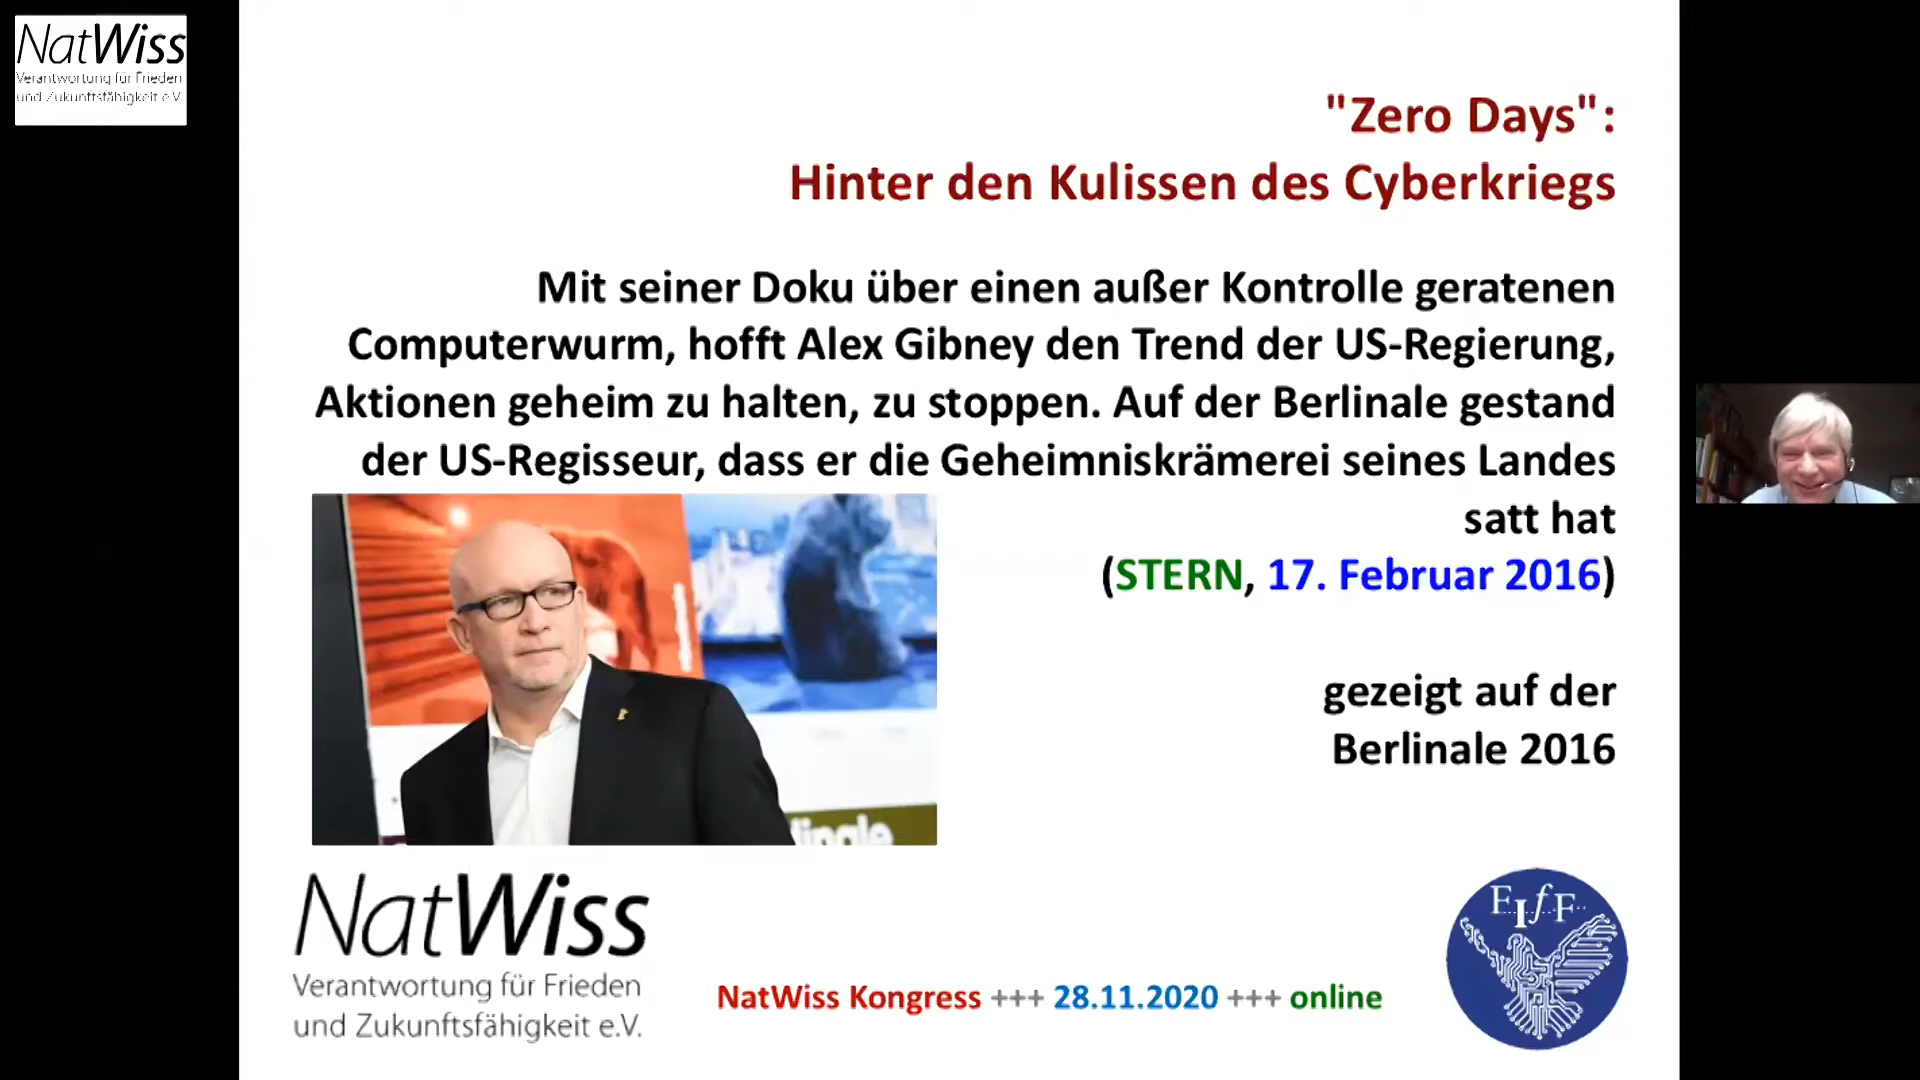 NatWiss
Verantwortung für Frieden
und Zukunftsfähigkeit e.V.
"Zero Days":
Hinter den Kulissen des Cyberkriegs
Mit seiner Doku über einen außer Kontrolle geratenen
Computerwurm, hofft Alex Gibney den Trend der US-Regierung,
Aktionen geheim zu halten, zu stoppen. Auf der Berlinale gestand
der US-Regisseur, dass er die Geheimniskrämerei seines Landes
satt hat
(STERN, 17. Februar 2016)
gezeigt auf der
Berlinale 2016
NatWiss
Verantwortung für Frieden
und Zukunftsfähigkeit e.V.
NatWiss Kongress +++ 28.11.2020 +++ online
FIfF